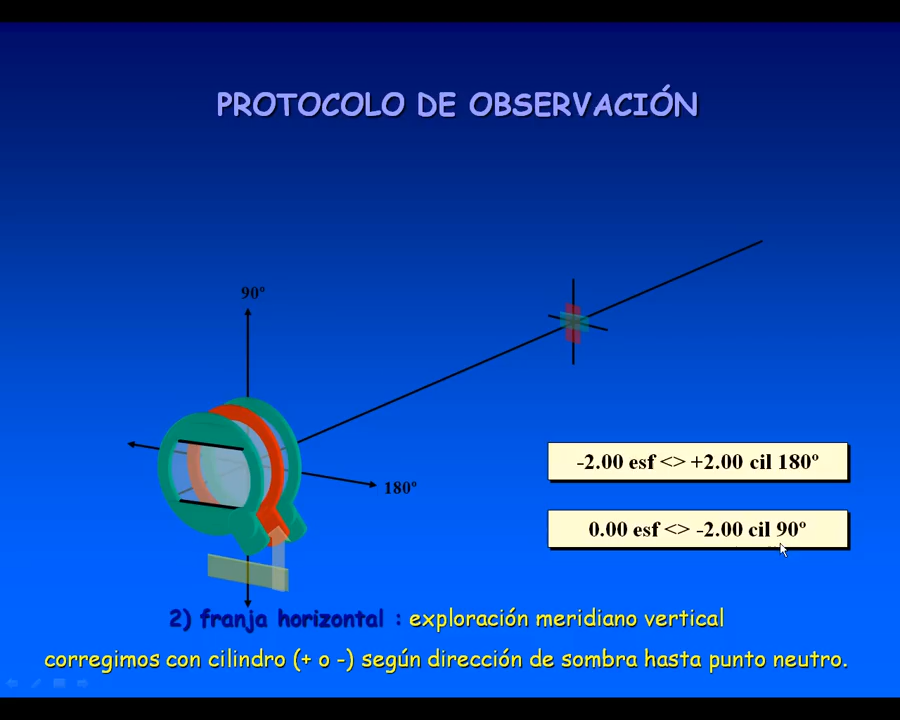 PROTOCOLO DE OBSERVACIÓN
90º
180º
-2.00 esf <> +2.00 cil 180º
0.00 esf <> -2.00 cil 90º
2) franja horizontal : exploración meridiano vertical
corregimos con cilindro (+ o -) según dirección de sombra hasta punto neutro.